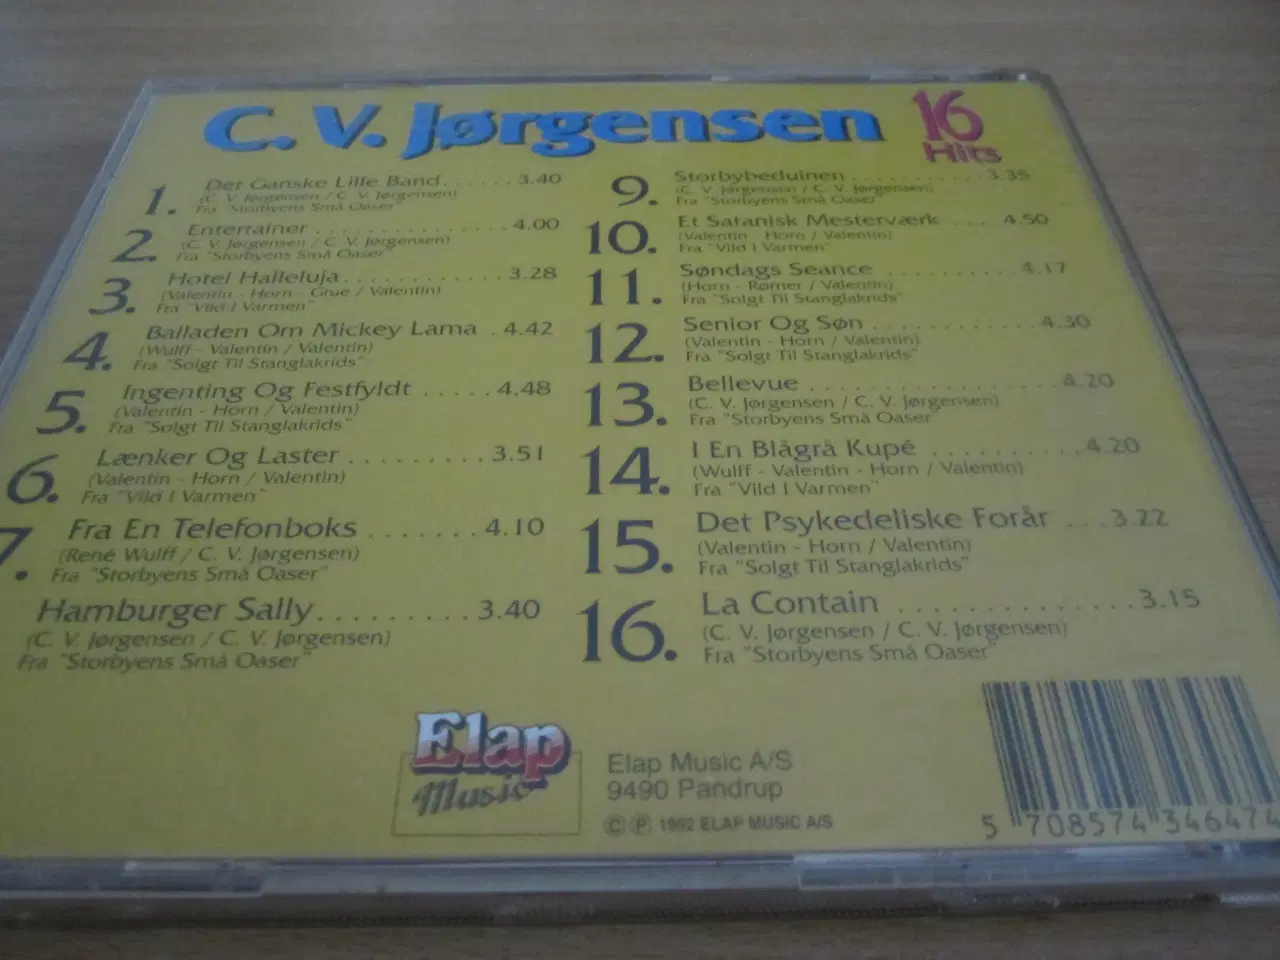 C. V. Jørgensen 16 Hits
1. Det Ganske Lille Band. . . . . . 3.40
(C. V. Jørgensen / C. V. Jørgensen)
Fra "Storbyens Små Oaser"
2. Entertainer . . . . . . . . . . . . . . . 4.00
(C. V. Jørgensen / C. V. Jørgensen)
Fra "Storbyens Små Oaser"
3. Hotel Halleluja. . . . . . . . . . . . 3.28
(Valentin - Horn - Grue / Valentin)
Fra "Vild I Varmen"
4. Balladen Om Mickey Lama . 4.42
(Wulff - Valentin / Valentin)
Fra "Solgt Til Stanglakrids"
5. Ingenting Og Festfyldt . . . . . 4.48
(Valentin - Horn / Valentin)
Fra "Solgt Til Stanglakrids"
6. Lænker Og Laster . . . . . . . . . 3.51
(Valentin - Horn / Valentin)
Fra "Vild I Varmen"
7. Fra En Telefonboks . . . . . . . 4.10
(René Wulff / C. V. Jørgensen)
Fra "Storbyens Små Oaser"
Hamburger Sally. . . . . . . . . 3.40
(C. V. Jørgensen / C. V. Jørgensen)
Fra "Storbyens Små Oaser"
9. Storbybeduinen . . . . . . . . . . . 3.35
(C. V. Jørgensen / C. V. Jørgensen)
Fra "Storbyens Små Oaser"
10. Et Satanisk Mesterværk . . . 4.50
(Valentin - Horn / Valentin)
Fra "Vild I Varmen"
11. Søndags Seance . . . . . . . . . . 4.17
(Horn - Rømer / Valentin)
Fra "Solgt Til Stanglakrids"
12. Senior Og Søn . . . . . . . . . . . . 4.30
(Valentin - Horn / Valentin)
Fra "Solgt Til Stanglakrids"
13. Bellevue . . . . . . . . . . . . . . . . . 4.20
(C. V. Jørgensen / C. V. Jørgensen)
Fra "Storbyens Små Oaser"
14. I En Blågrå Kupé . . . . . . . . . . 4.20
(Wulff - Valentin - Horn / Valentin)
Fra "Vild I Varmen"
15. Det Psykedeliske Forår . . . 3.22
(Valentin - Horn / Valentin)
Fra "Solgt Til Stanglakrids"
16. La Contain . . . . . . . . . . . . . . . 3.15
(C. V. Jørgensen / C. V. Jørgensen)
Fra "Storbyens Små Oaser"
Elap Music
Elap Music A/S
9490 Pandrup
© ℗ 1992 ELAP MUSIC A/S
5 708574 346474